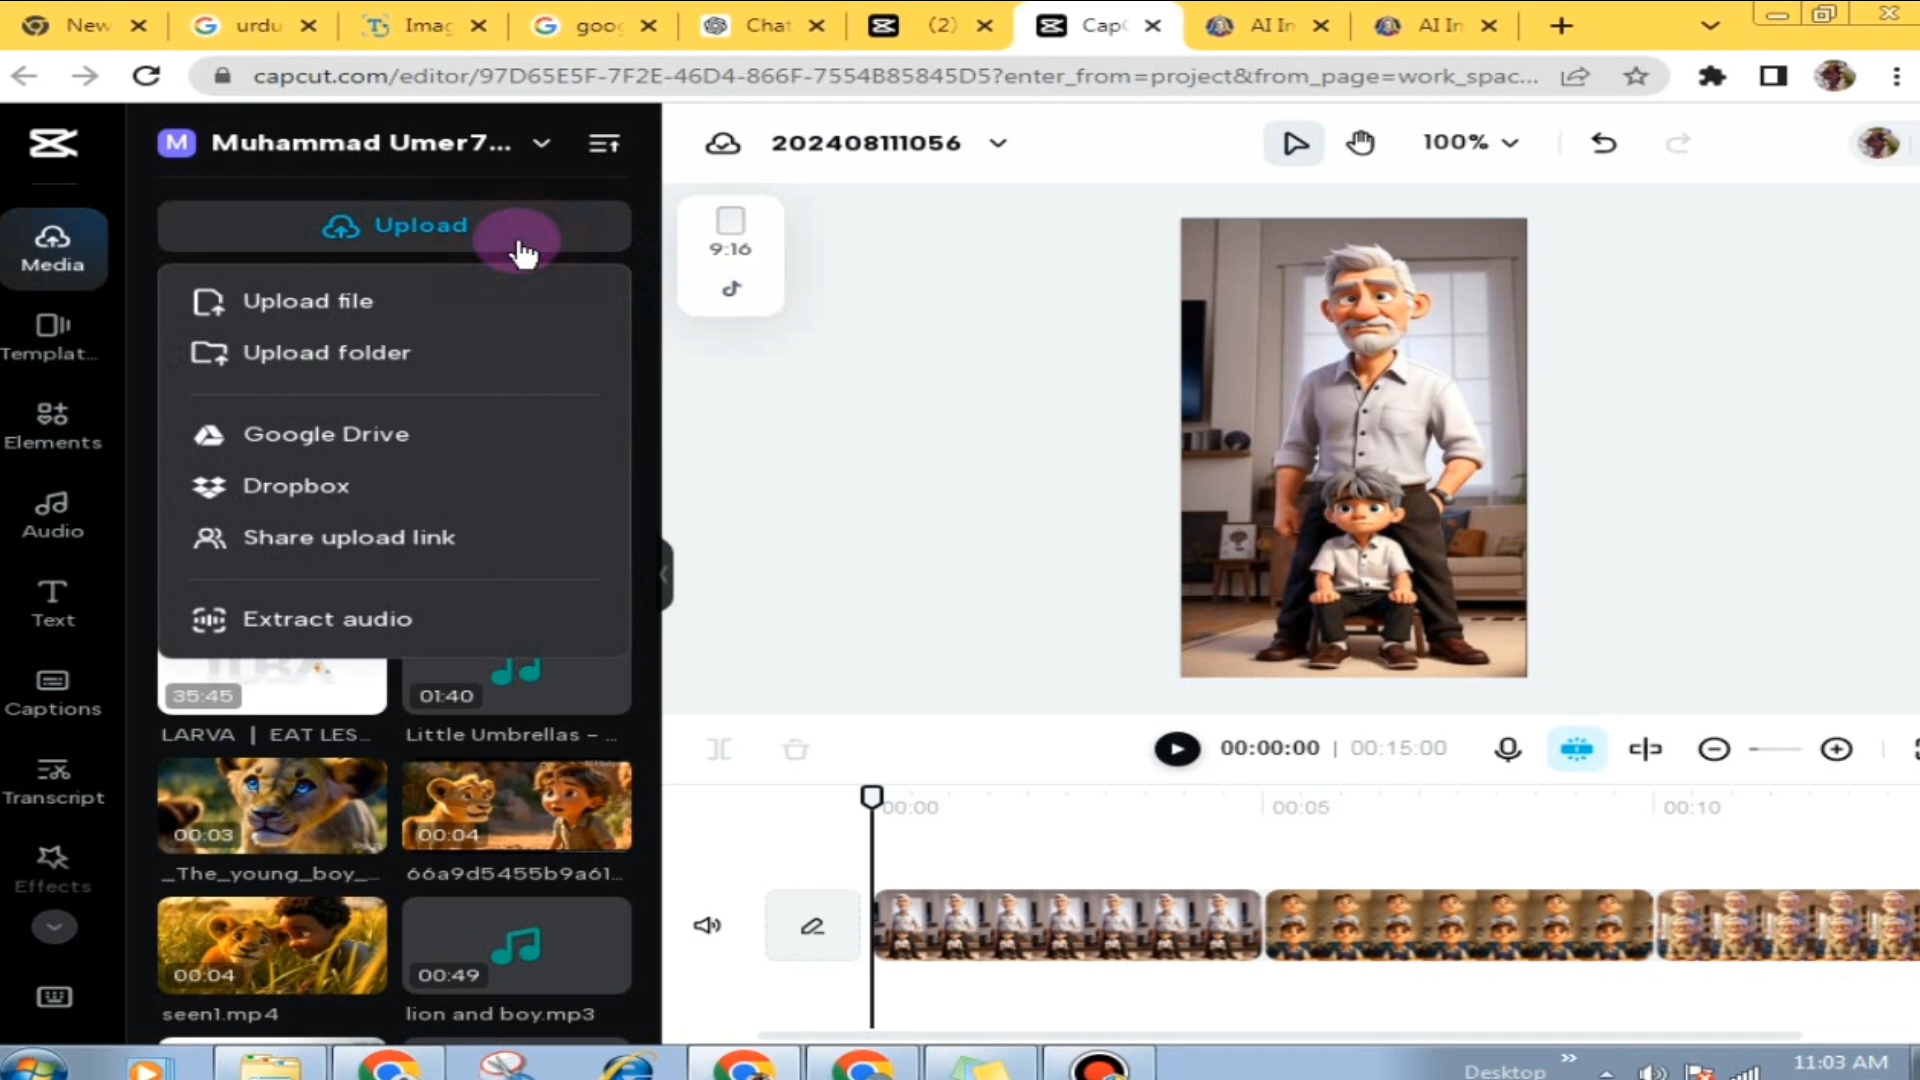 New
urdu
Imag
goog
Chat
(2)
CapC
AI In
AI In
capcut.com/editor/97D65E5F-7F2E-46D4-866F-7554B85845D5?enter_from=project&from_page=work_spac...
M Muhammad Umer7...
202408111056
100%
Upload
Media
Templat...
Elements
Audio
Text
Captions
Transcript
Effects
Upload file
Upload folder
Google Drive
Dropbox
Share upload link
Extract audio
35:45
01:40
LARVA | EAT LES...
Little Umbrellas – ...
00:03
00:04
_The_young_boy_...
66a9d5455b9a61...
00:04
00:49
seen1.mp4
lion and boy.mp3
9:16
00:00:00 | 00:15:00
00:00
00:05
00:10
Desktop
11:03 AM